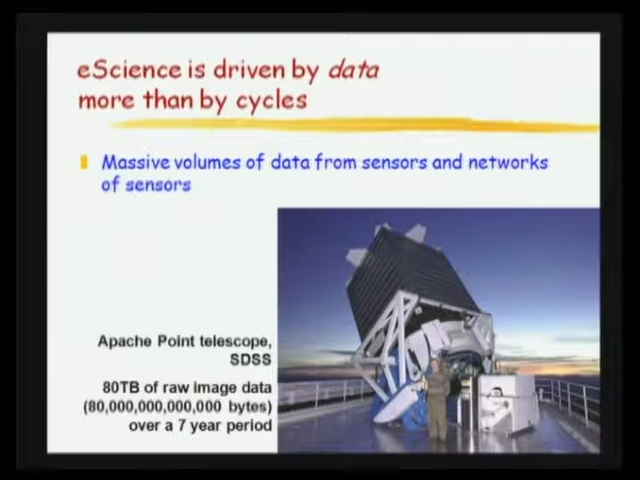 eScience is driven by data
more than by cycles
Massive volumes of data from sensors and networks
of sensors
Apache Point telescope,
SDSS
80TB of raw image data
(80,000,000,000,000 bytes)
over a 7 year period